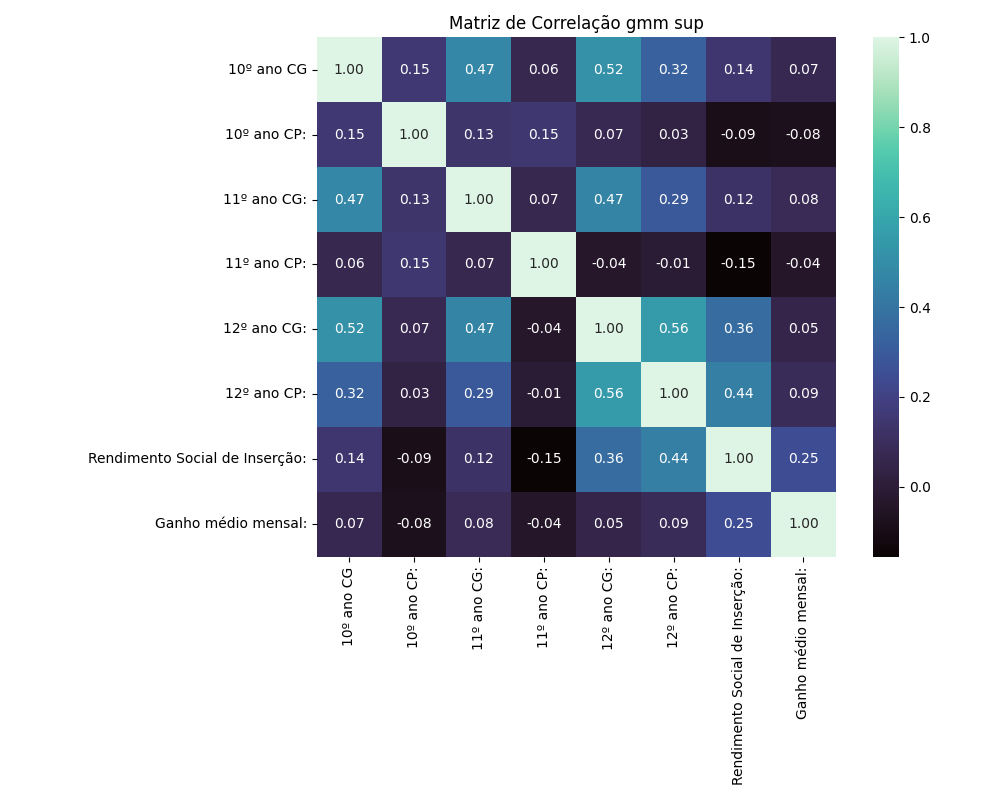 Matriz de Correlação gmm sup
10º ano CG 1.00 0.15 0.47 0.06 0.52 0.32 0.14 0.07
10º ano CP: 0.15 1.00 0.13 0.15 0.07 0.03 -0.09 -0.08
11º ano CG: 0.47 0.13 1.00 0.07 0.47 0.29 0.12 0.08
11º ano CP: 0.06 0.15 0.07 1.00 -0.04 -0.01 -0.15 -0.04
12º ano CG: 0.52 0.07 0.47 -0.04 1.00 0.56 0.36 0.05
12º ano CP: 0.32 0.03 0.29 -0.01 0.56 1.00 0.44 0.09
Rendimento Social de Inserção: 0.14 -0.09 0.12 -0.15 0.36 0.44 1.00 0.25
Ganho médio mensal: 0.07 -0.08 0.08 -0.04 0.05 0.09 0.25 1.00
10º ano CG
10º ano CP:
11º ano CG:
11º ano CP:
12º ano CG:
12º ano CP:
Rendimento Social de Inserção:
Ganho médio mensal:
1.0
0.8
0.6
0.4
0.2
0.0